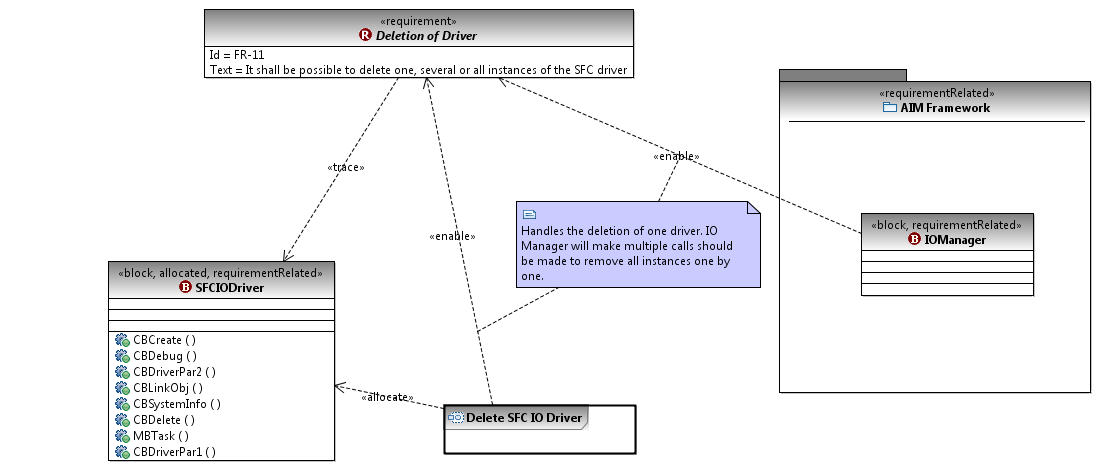 «requirement»
Deletion of Driver
Id = FR-11
Text = It shall be possible to delete one, several or all instances of the SFC driver
«requirementRelated»
AIM Framework
«trace»
«enable»
«enable»
Handles the deletion of one driver. IO
Manager will make multiple calls should
be made to remove all instances one by
one.
«block, requirementRelated»
IOManager
«block, allocated, requirementRelated»
SFCIODriver
CBCreate ( )
CBDebug ( )
CBDriverPar2 ( )
CBLinkObj ( )
CBSystemInfo ( )
CBDelete ( )
MBTask ( )
CBDriverPar1 ( )
«allocate»
Delete SFC IO Driver